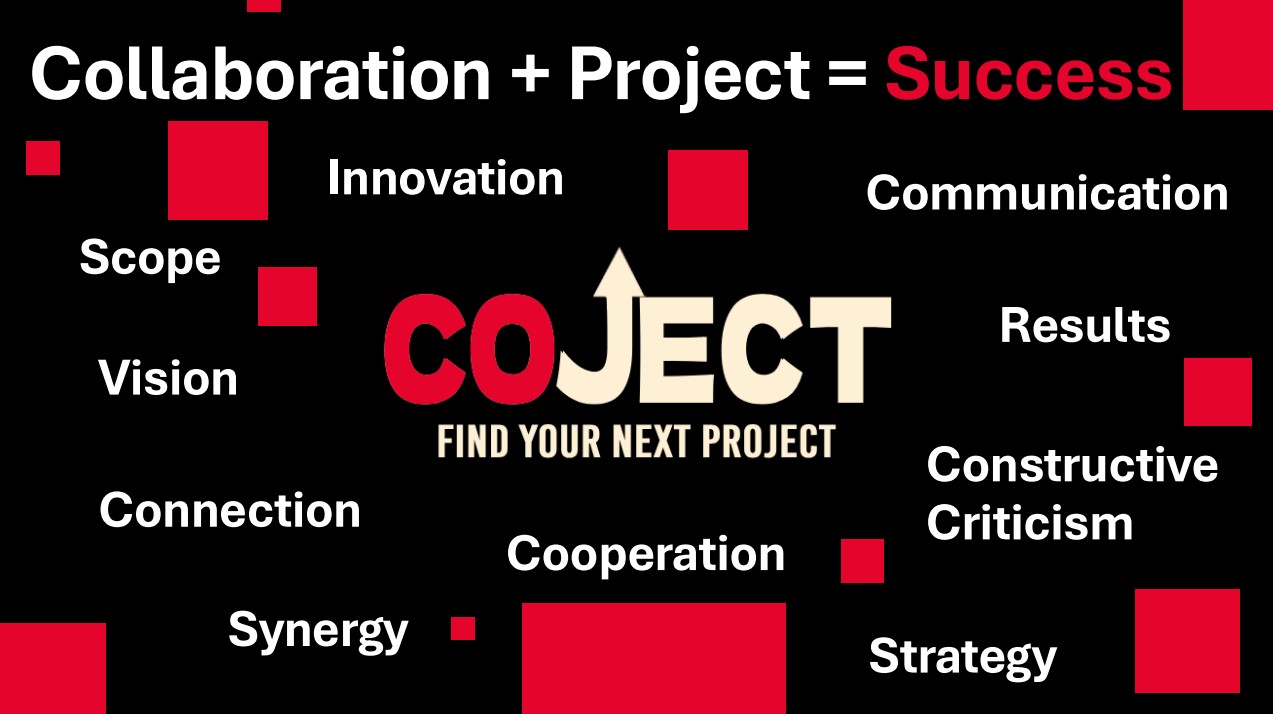 Collaboration + Project = Success
Innovation
Communication
Scope
COJECT
Results
Vision
FIND YOUR NEXT PROJECT
Constructive
Criticism
Connection
Cooperation
Synergy
Strategy